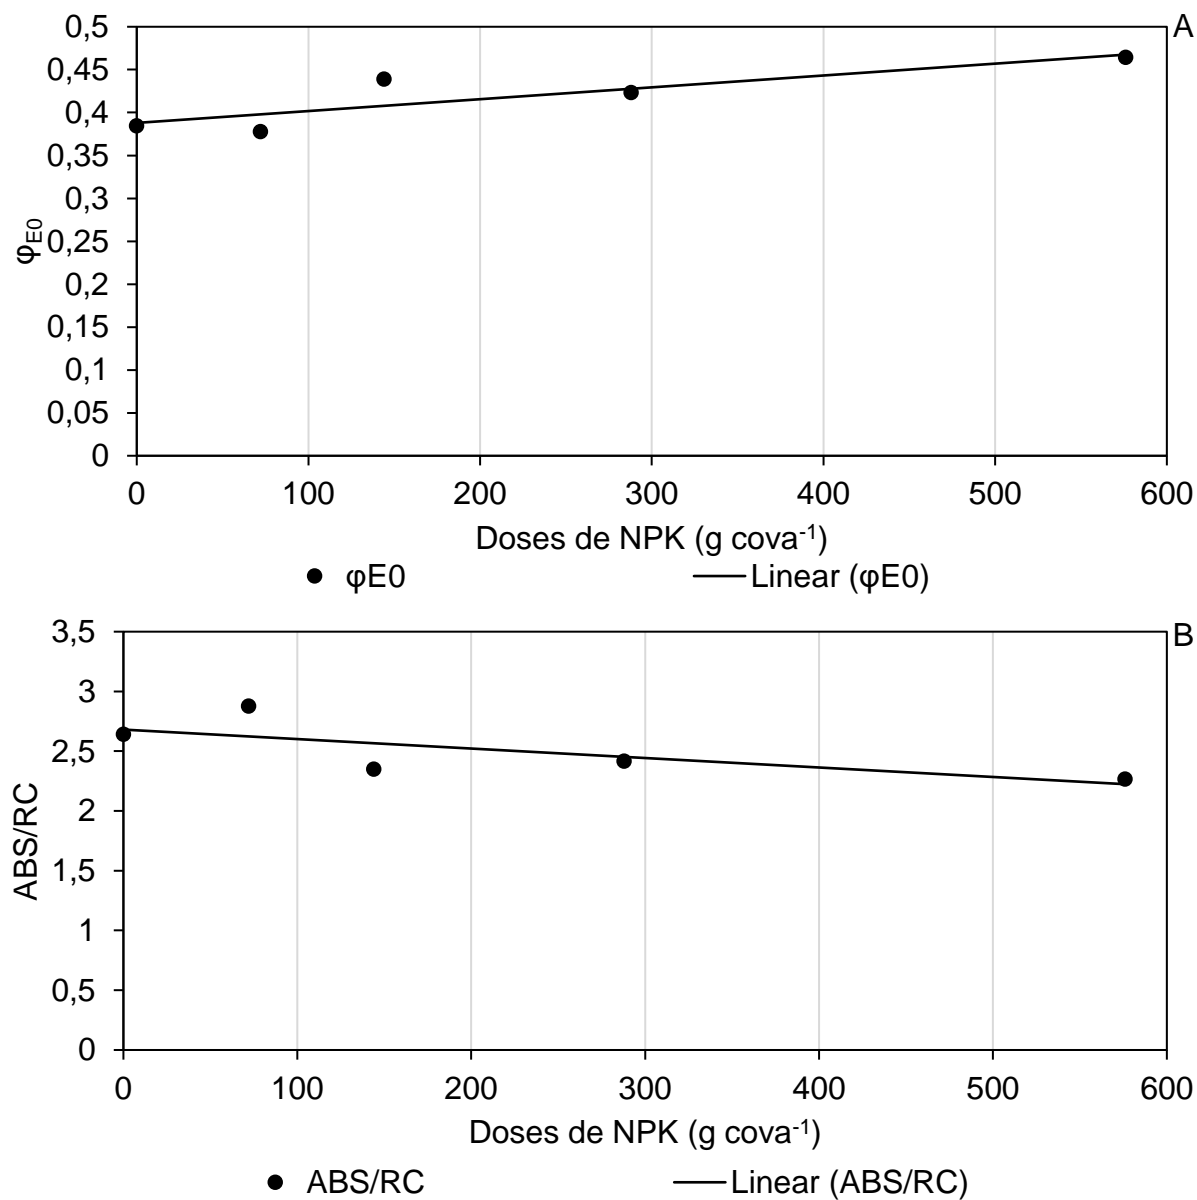 A
0,5
0,45
0,4
0,35
0,3
0,25
0,2
0,15
0,1
0,05
0
φE0
0 100 200 300 400 500 600
Doses de NPK (g cova-1)
φE0 Linear (φE0)
B
3,5
3
2,5
2
1,5
1
0,5
0
ABS/RC
0 100 200 300 400 500 600
Doses de NPK (g cova-1)
ABS/RC Linear (ABS/RC)